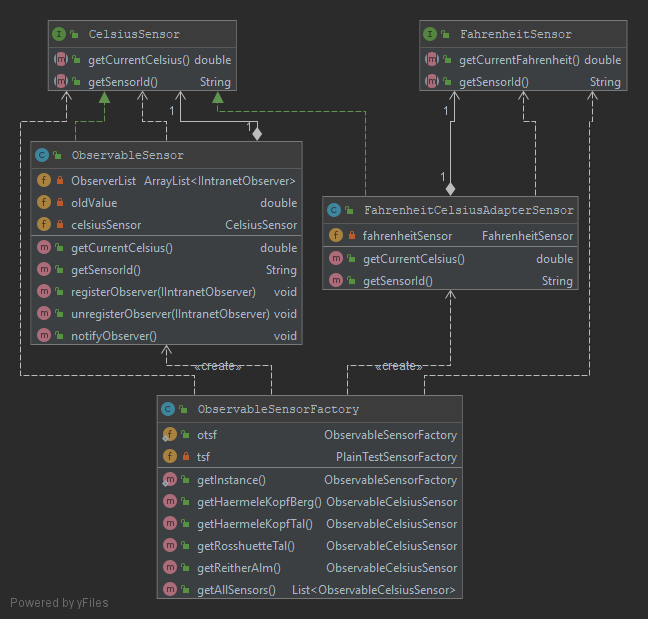 I CelsiusSensor
m getCurrentCelsius() double
m getSensorId() String
I FahrenheitSensor
m getCurrentFahrenheit() double
m getSensorId() String
1
1
1
1
C ObservableSensor
f ObserverList ArrayList<IIntranetObserver>
f oldValue double
f celsiusSensor CelsiusSensor
m getCurrentCelsius() double
m getSensorId() String
m registerObserver(IIntranetObserver) void
m unregisterObserver(IIntranetObserver) void
m notifyObserver() void
C FahrenheitCelsiusAdapterSensor
f fahrenheitSensor FahrenheitSensor
m getCurrentCelsius() double
m getSensorId() String
«create»
«create»
C ObservableSensorFactory
f otsf ObservableSensorFactory
f tsf PlainTestSensorFactory
m getInstance() ObservableSensorFactory
m getHaermeleKopfBerg() ObservableCelsiusSensor
m getHaermeleKopfTal() ObservableCelsiusSensor
m getRosshuetteTal() ObservableCelsiusSensor
m getReitherAlm() ObservableCelsiusSensor
m getAllSensors() List<ObservableCelsiusSensor>
Powered by yFiles